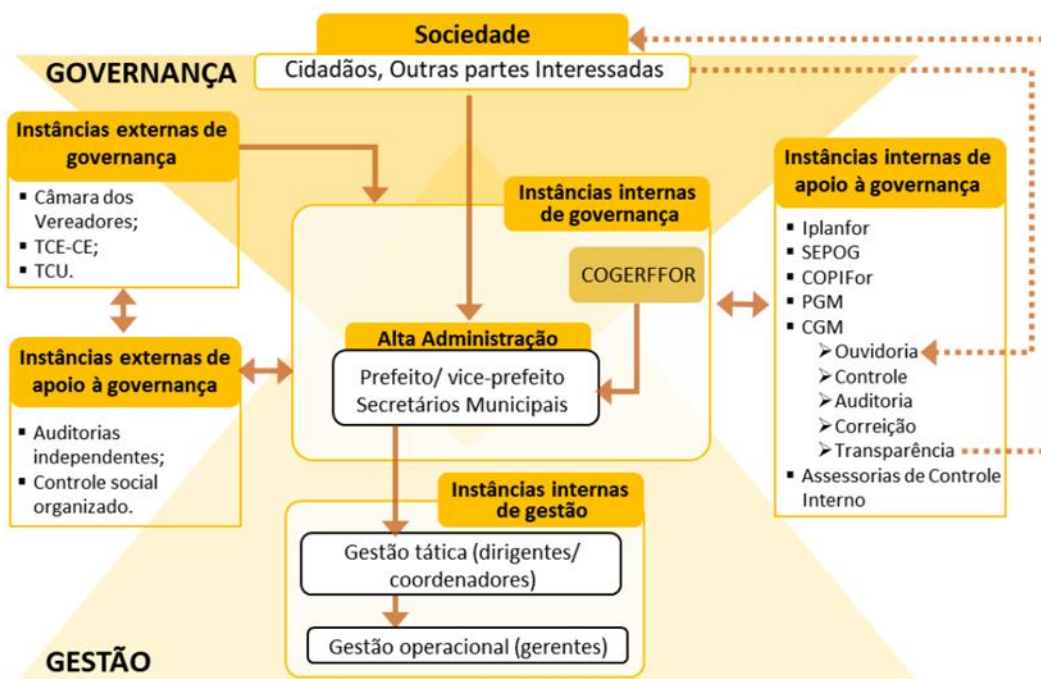 Sociedade
GOVERNANÇA
Cidadãos, Outras partes Interessadas
Instâncias externas de
governança
▪ Câmara dos
Vereadores;
▪ TCE-CE;
▪ TCU.
Instâncias externas de
apoio à governança
▪ Auditorias
independentes;
▪ Controle social
organizado.
Instâncias internas
de governança
COGERFFOR
Alta Administração
Prefeito/ vice-prefeito
Secretários Municipais
Instâncias internas de
apoio à governança
▪ Iplanfor
▪ SEPOG
▪ COPIFor
▪ PGM
▪ CGM
➢Ouvidoria
➢Controle
➢Auditoria
➢Correição
➢Transparência
▪ Assessorias de Controle
Interno
Instâncias internas
de gestão
Gestão tática (dirigentes/
coordenadores)
Gestão operacional (gerentes)
GESTÃO